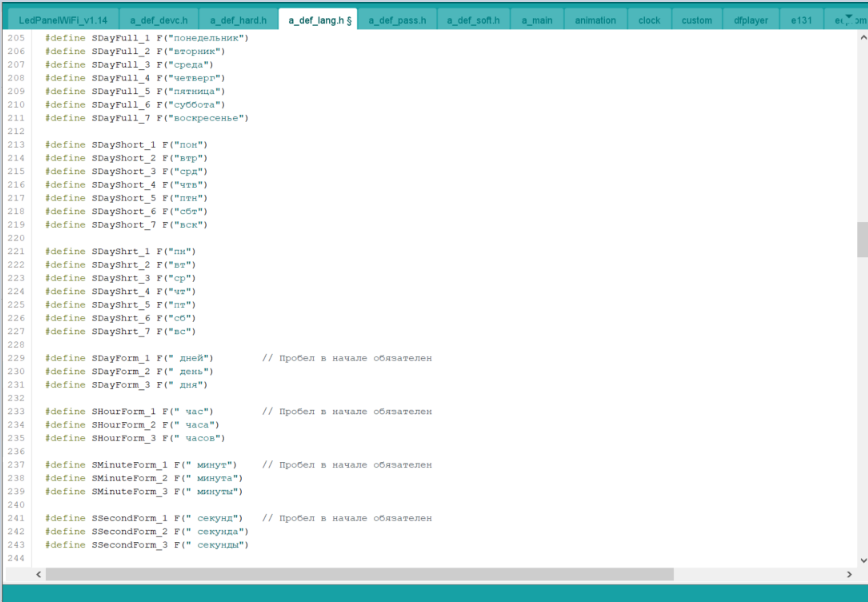 LedPanelWiFi_v1.14 a_def_devc.h a_def_hard.h a_def_lang.h § a_def_pass.h a_def_soft.h a_main animation clock custom dfplayer e131
205 #define SDayFull_1 F("понедельник")
206 #define SDayFull_2 F("вторник")
207 #define SDayFull_3 F("среда")
208 #define SDayFull_4 F("четверг")
209 #define SDayFull_5 F("пятница")
210 #define SDayFull_6 F("суббота")
211 #define SDayFull_7 F("воскресенье")
212
213 #define SDayShort_1 F("пон")
214 #define SDayShort_2 F("втр")
215 #define SDayShort_3 F("срд")
216 #define SDayShort_4 F("чтв")
217 #define SDayShort_5 F("птн")
218 #define SDayShort_6 F("сбт")
219 #define SDayShort_7 F("вск")
220
221 #define SDayShrt_1 F("пн")
222 #define SDayShrt_2 F("вт")
223 #define SDayShrt_3 F("ср")
224 #define SDayShrt_4 F("чт")
225 #define SDayShrt_5 F("пт")
226 #define SDayShrt_6 F("сб")
227 #define SDayShrt_7 F("вс")
228
229 #define SDayForm_1 F(" дней") // Пробел в начале обязателен
230 #define SDayForm_2 F(" день")
231 #define SDayForm_3 F(" дня")
232
233 #define SHourForm_1 F(" час") // Пробел в начале обязателен
234 #define SHourForm_2 F(" часа")
235 #define SHourForm_3 F(" часов")
236
237 #define SMinuteForm_1 F(" минут") // Пробел в начале обязателен
238 #define SMinuteForm_2 F(" минута")
239 #define SMinuteForm_3 F(" минуты")
240
241 #define SSecondForm_1 F(" секунд") // Пробел в начале обязателен
242 #define SSecondForm_2 F(" секунда")
243 #define SSecondForm_3 F(" секунды")
244